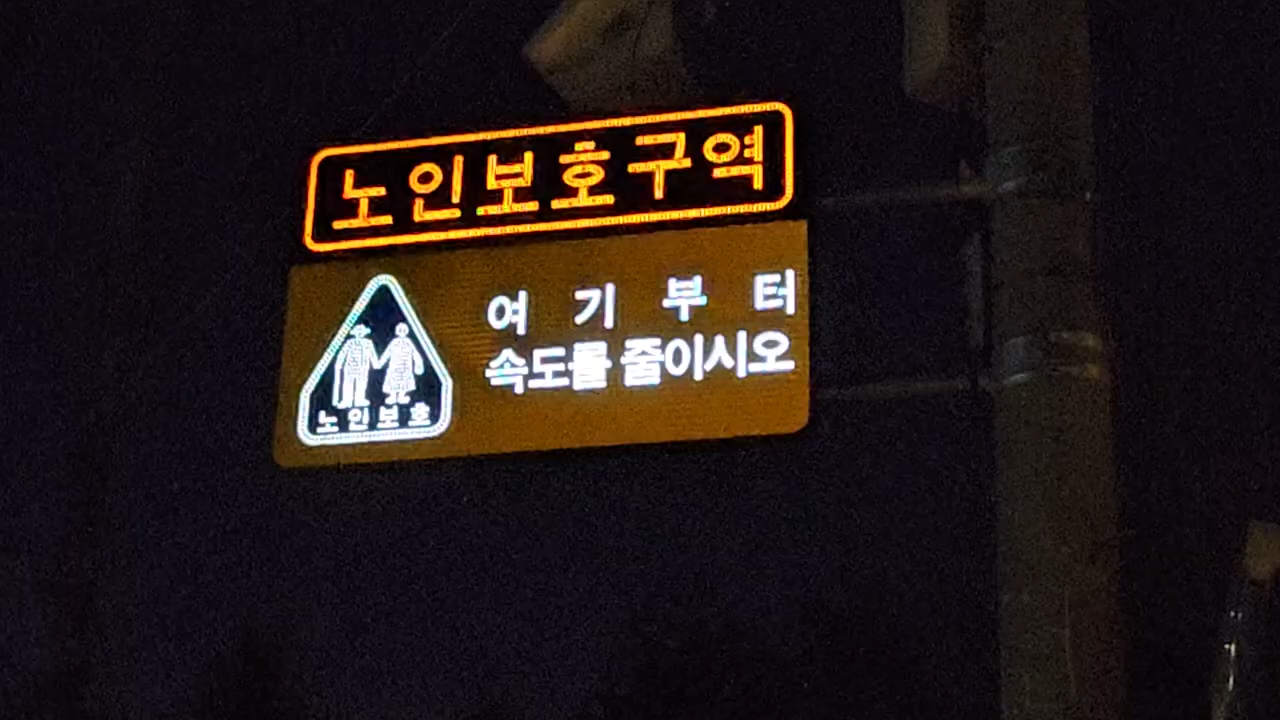 노인보호구역
여기부터
속도를 줄이시오
노인보호